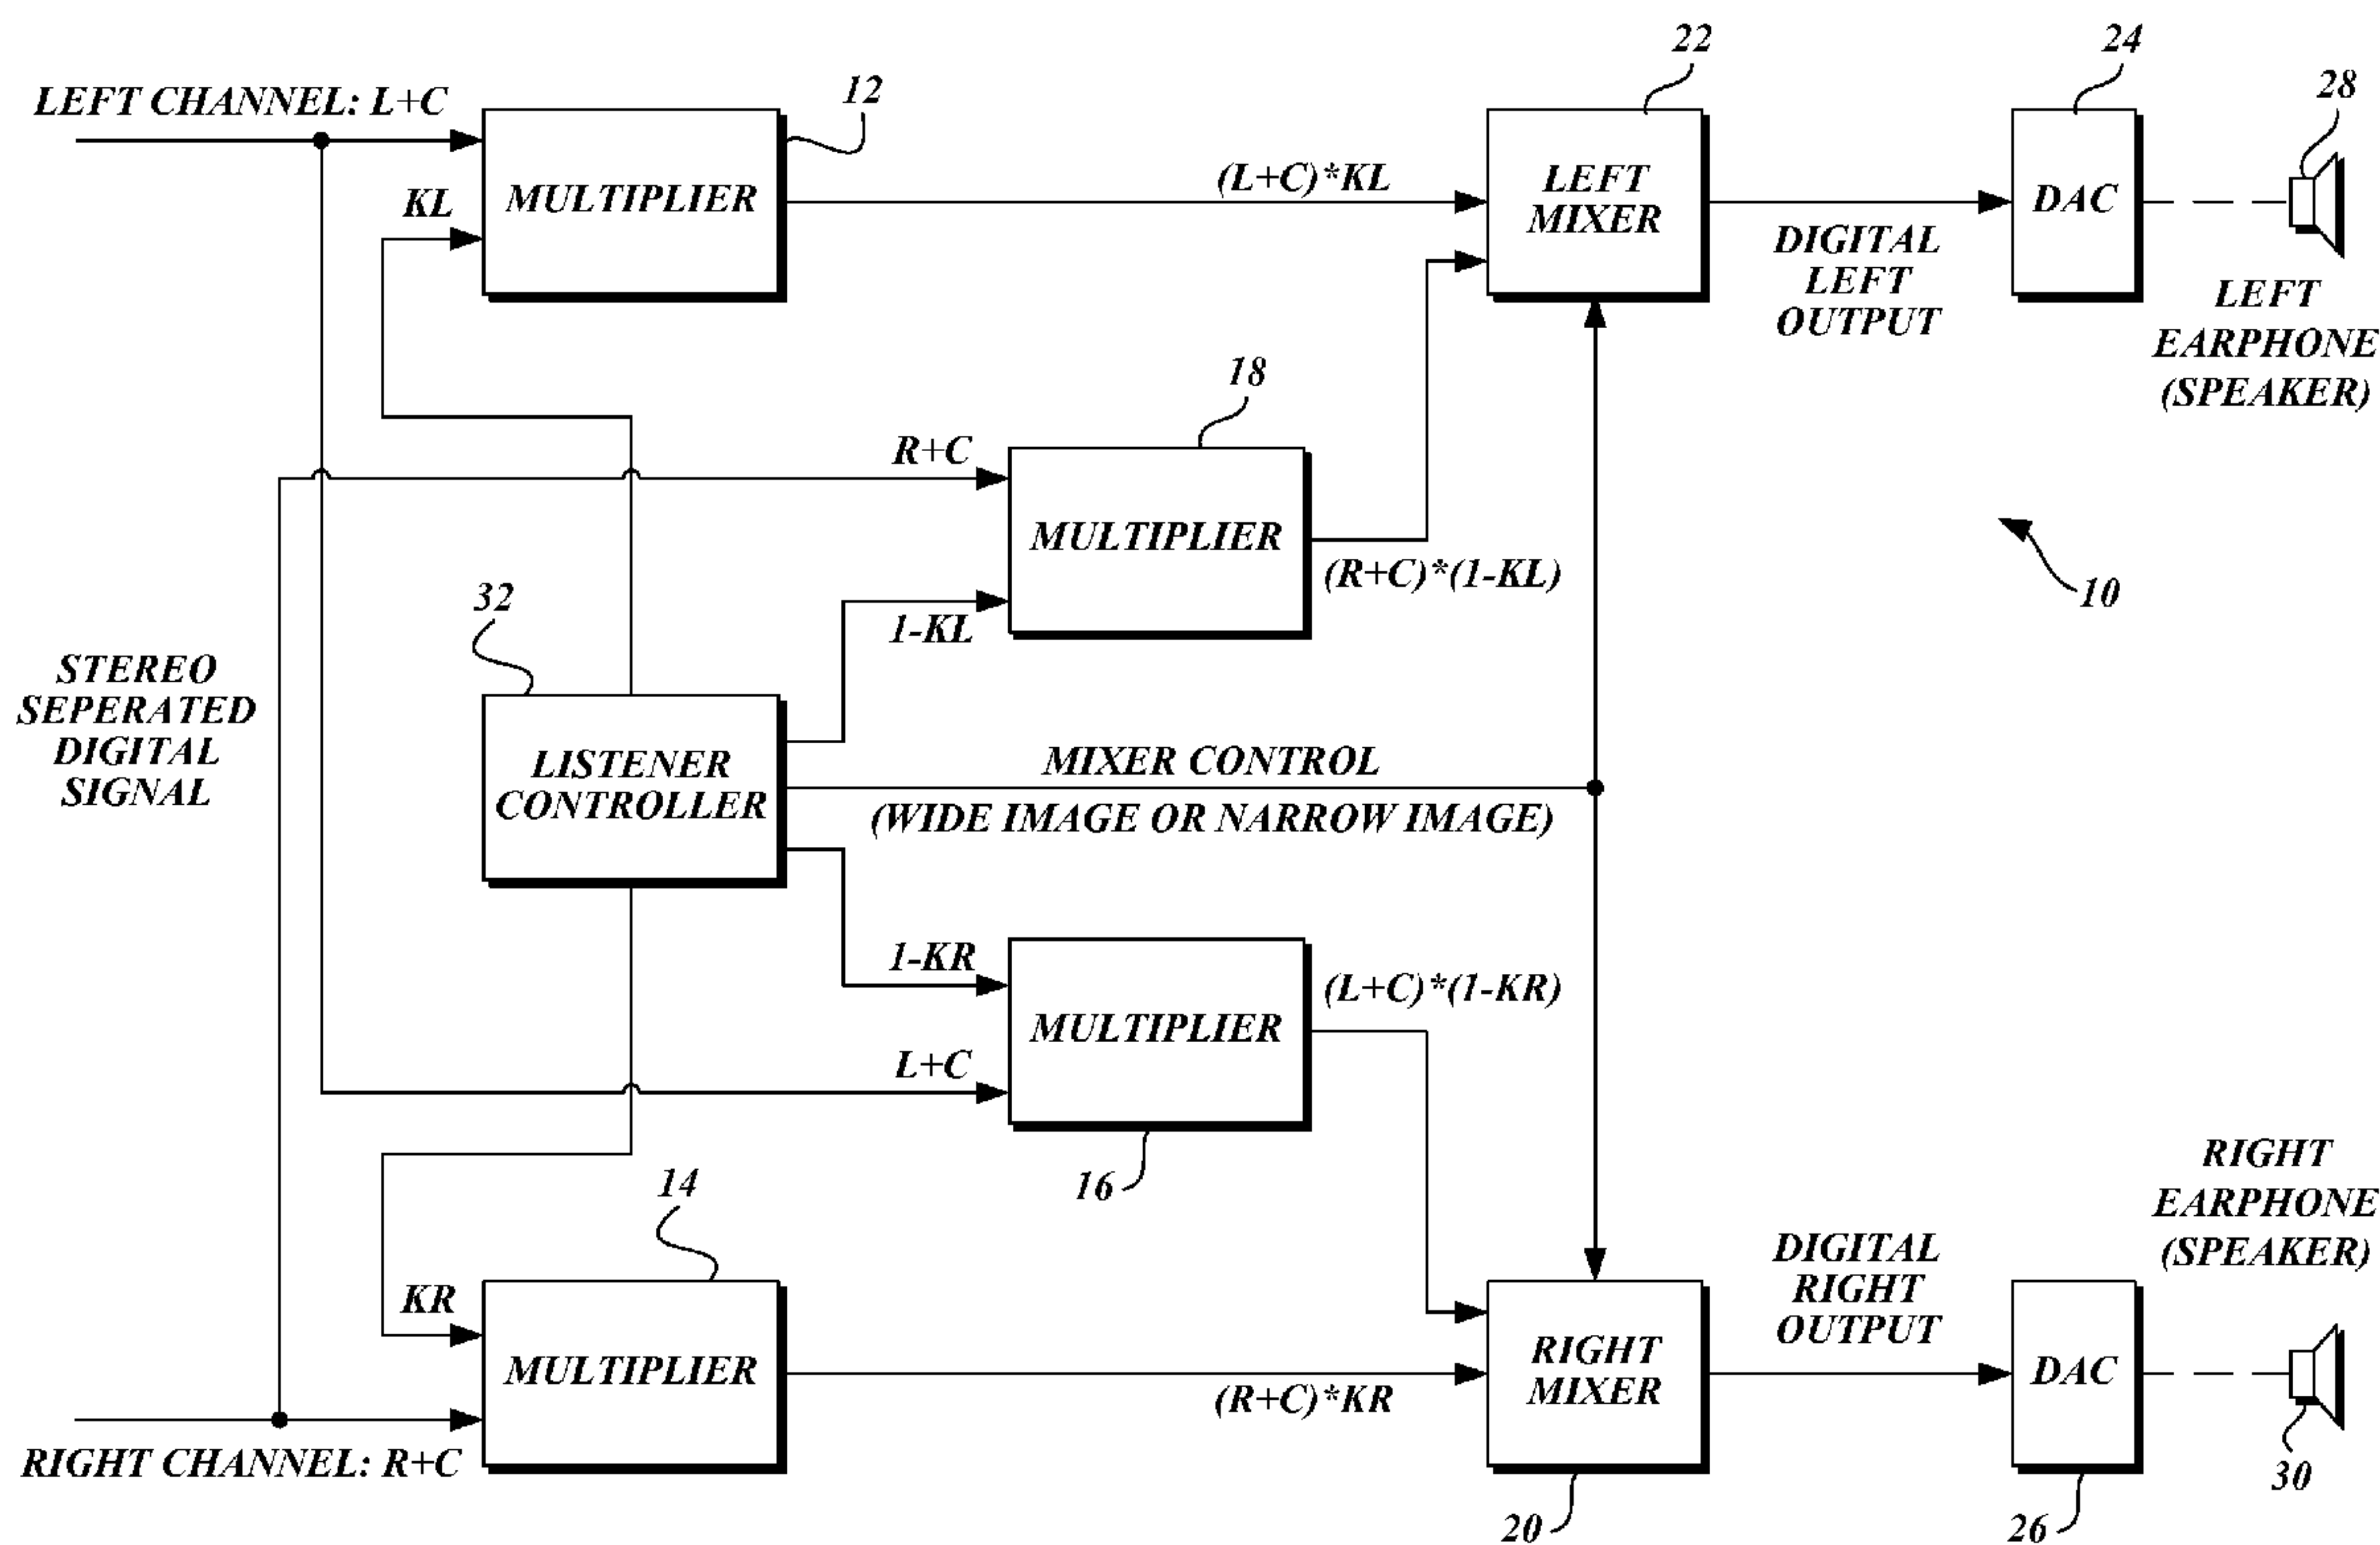 22
24
12
28
LEFT CHANNEL: L+C
MULTIPLIER
KL
(L+C)*KL
LEFT
MIXER
DAC
DIGITAL
LEFT
OUTPUT
LEFT
EARPHONE
(SPEAKER)
18
R+C
MULTIPLIER
(R+C)*(1-KL)
1-KL
10
32
STEREO
SEPERATED
DIGITAL
SIGNAL
LISTENER
CONTROLLER
MIXER CONTROL
(WIDE IMAGE OR NARROW IMAGE)
1-KR
(L+C)*(1-KR)
MULTIPLIER
L+C
16
14
RIGHT
EARPHONE
(SPEAKER)
KR
MULTIPLIER
(R+C)*KR
RIGHT
MIXER
DIGITAL
RIGHT
OUTPUT
DAC
RIGHT CHANNEL: R+C
20
26
30